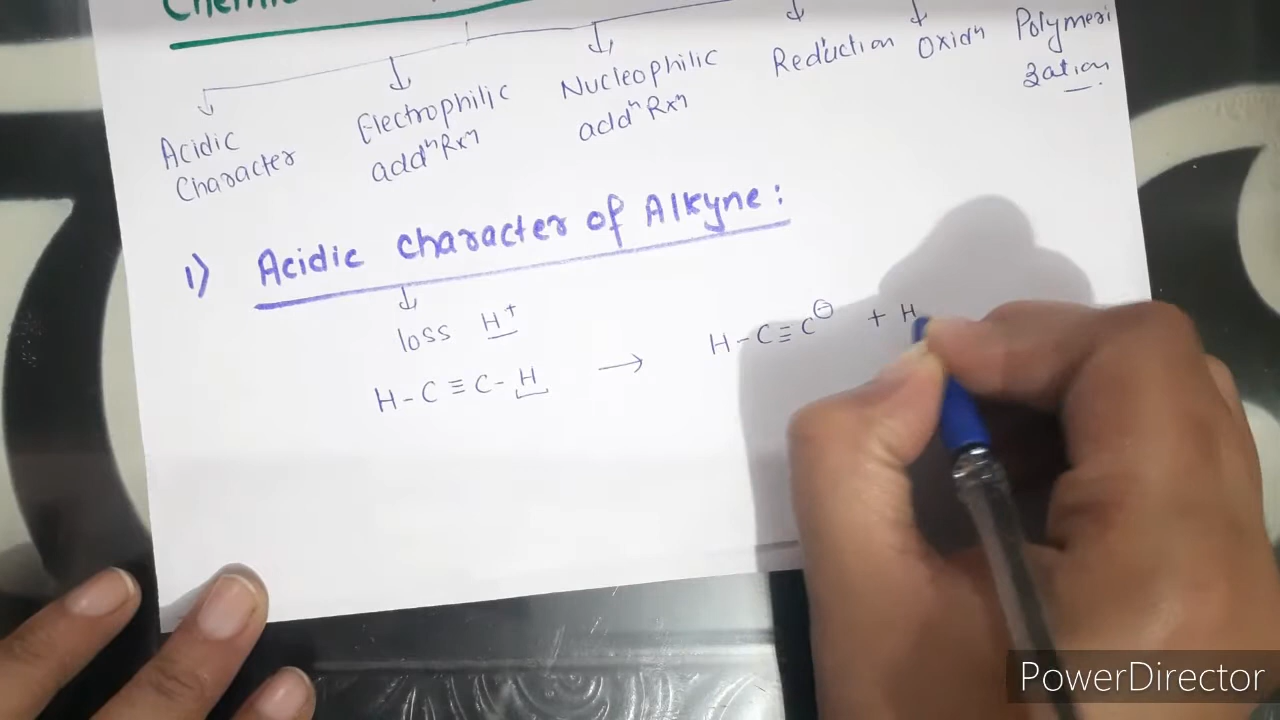 Acidic
Character
Electrophilic
addⁿ Rxⁿ
Nucleophilic
addⁿ Rxⁿ
Reduction
Oxidⁿ
Polymeri
zation
1) Acidic character of Alkyne:
loss H⁺
H-C≡C-H → H-C≡C⊖ + H
PowerDirector